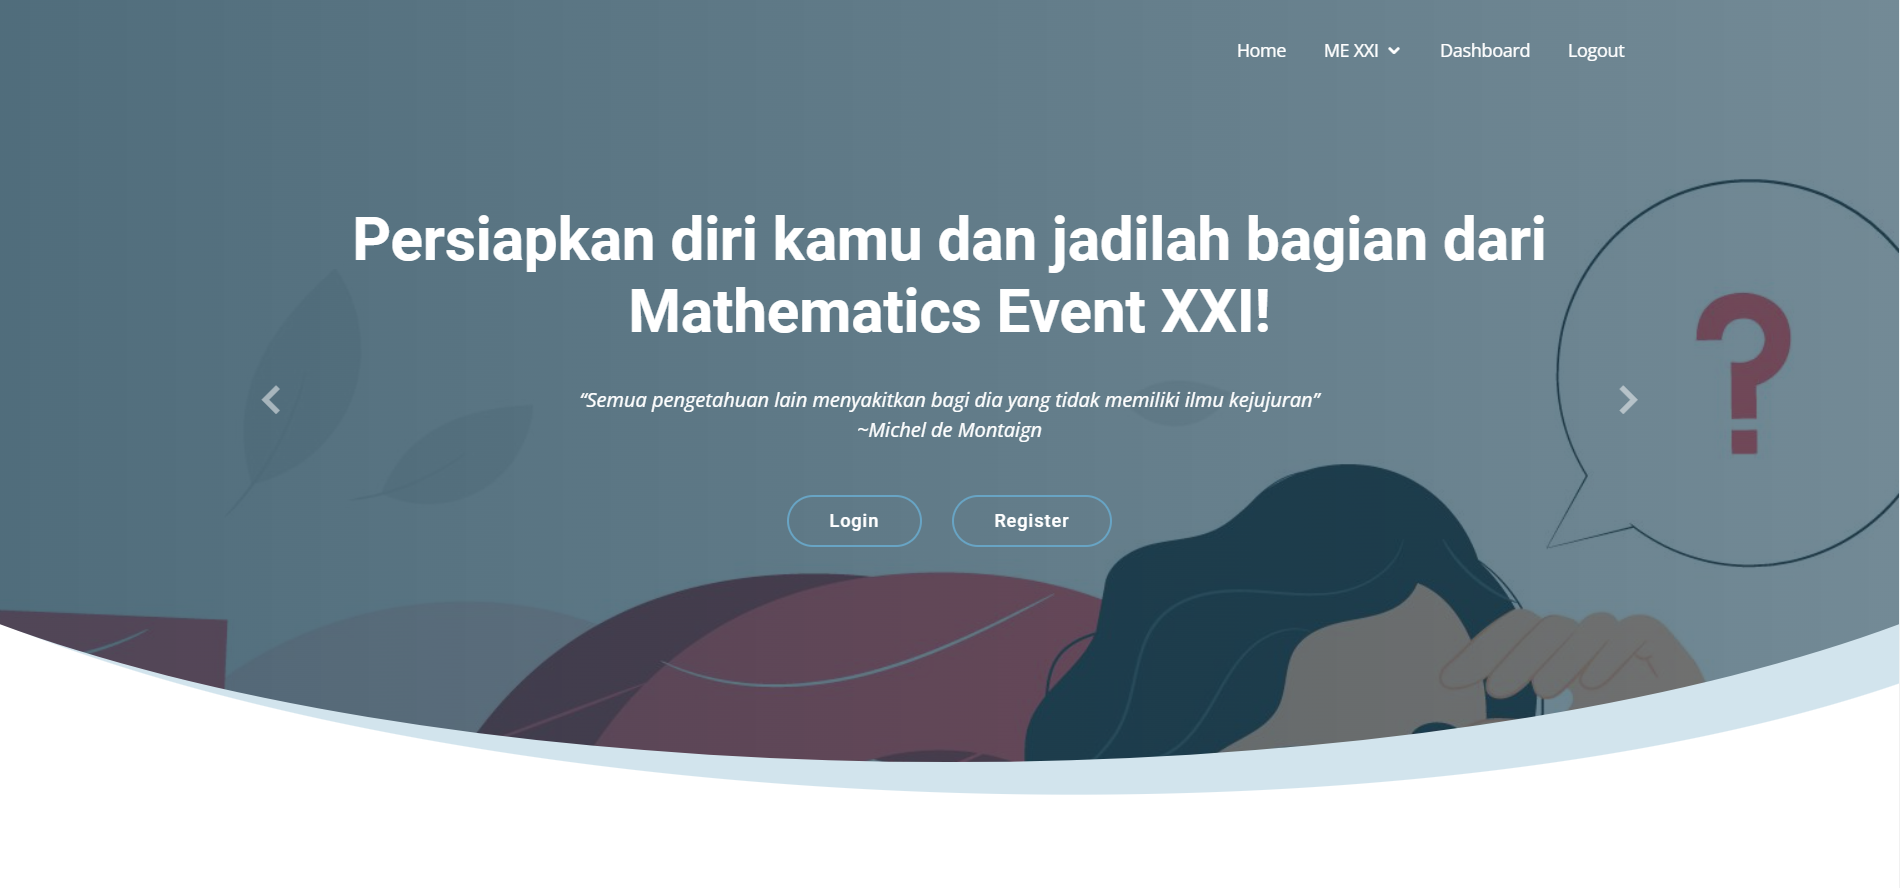 Home ME XXI Dashboard Logout
Persiapkan diri kamu dan jadilah bagian dari
Mathematics Event XXI!
“Semua pengetahuan lain menyakitkan bagi dia yang tidak memiliki ilmu kejujuran”
~Michel de Montaign
Login Register
?